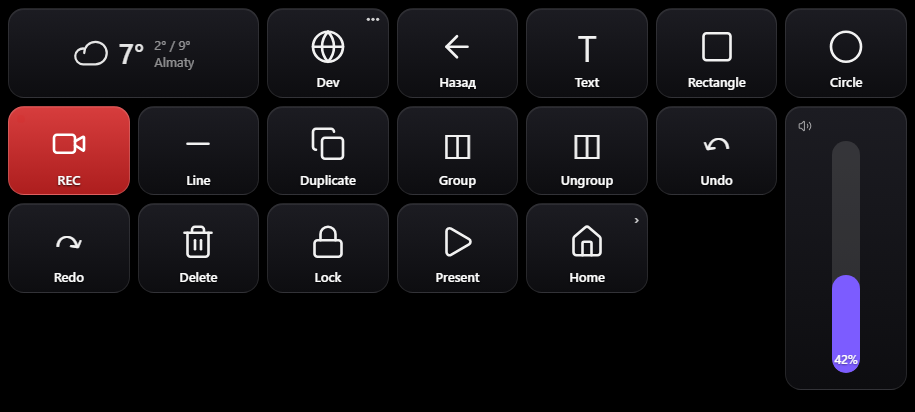 7° 2° / 9°
Almaty
Dev
Назад
Text
Rectangle
Circle
REC
Line
Duplicate
Group
Ungroup
Undo
42%
Redo
Delete
Lock
Present
Home